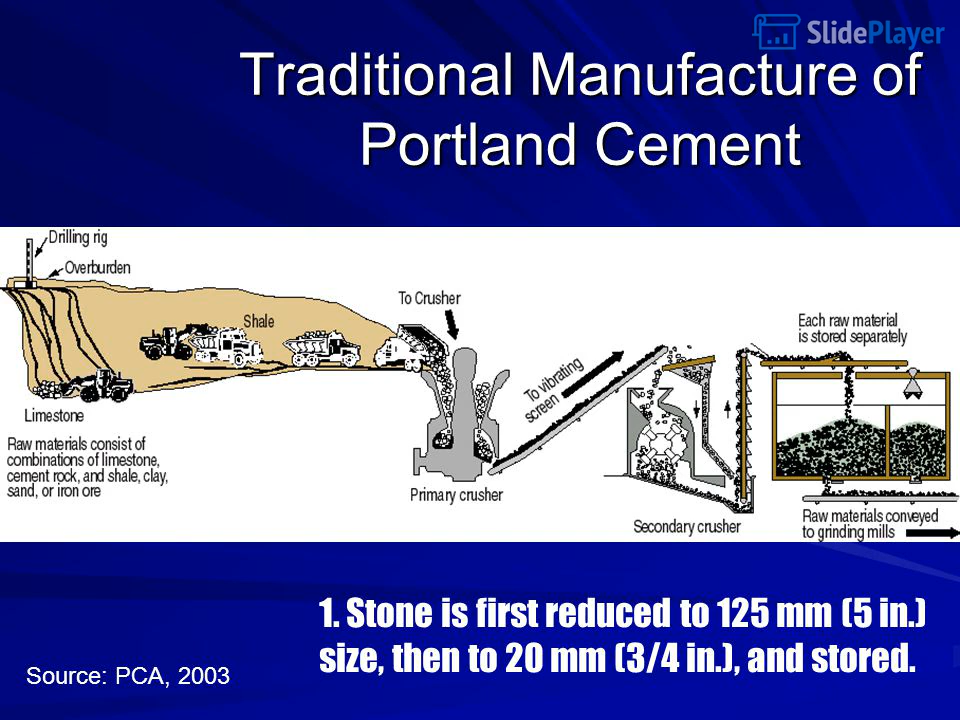 SlidePlayer
Traditional Manufacture of
Portland Cement
Drilling rig
Overburden
To Crusher
Shale
Each raw material
is stored separately
To vibrating
screen
Limestone
Raw materials consist of
combinations of limestone,
cement rock, and shale, clay,
sand, or iron ore
Primary crusher
Secondary crusher
Raw materials conveyed
to grinding mills
1. Stone is first reduced to 125 mm (5 in.)
size, then to 20 mm (3/4 in.), and stored.
Source: PCA, 2003